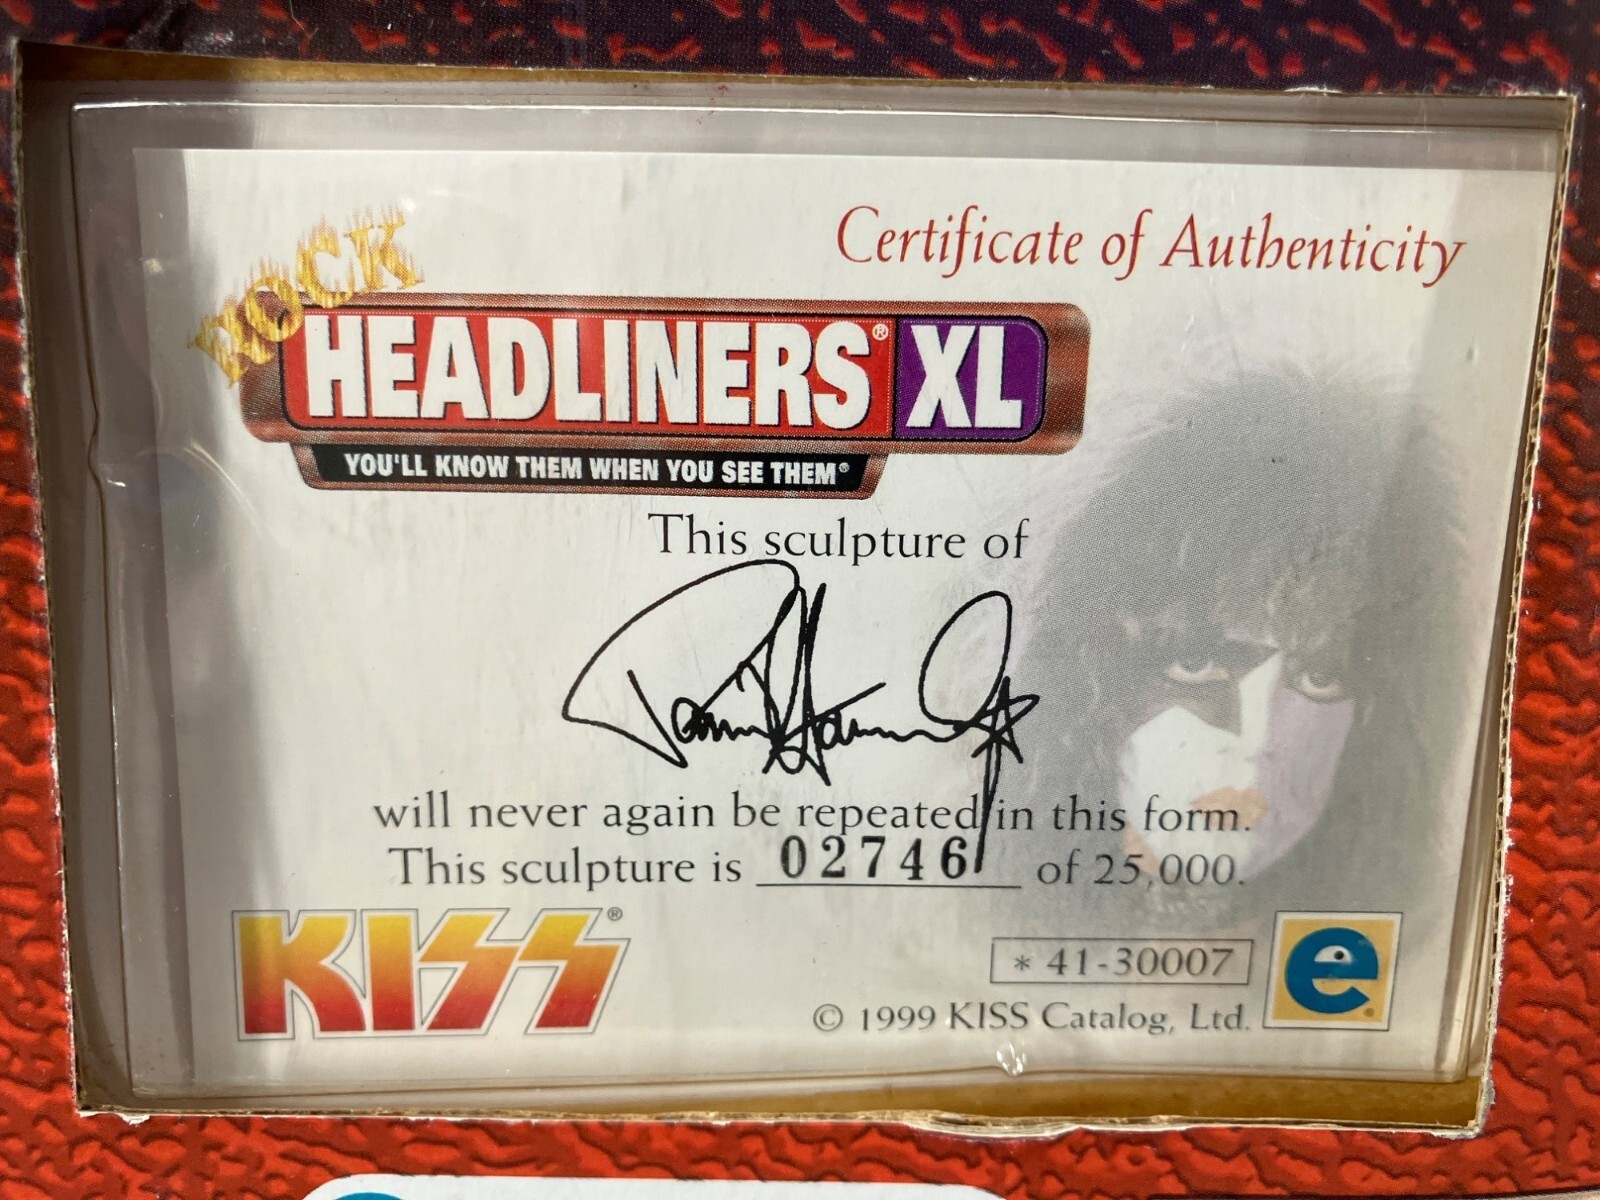 Certificate of Authenticity
ROCK
HEADLINERS® XL
YOU'LL KNOW THEM WHEN YOU SEE THEM®
This sculpture of
will never again be repeated in this form.
This sculpture is 02746 of 25,000.
KISS®
* 41-30007
e®
© 1999 KISS Catalog, Ltd.